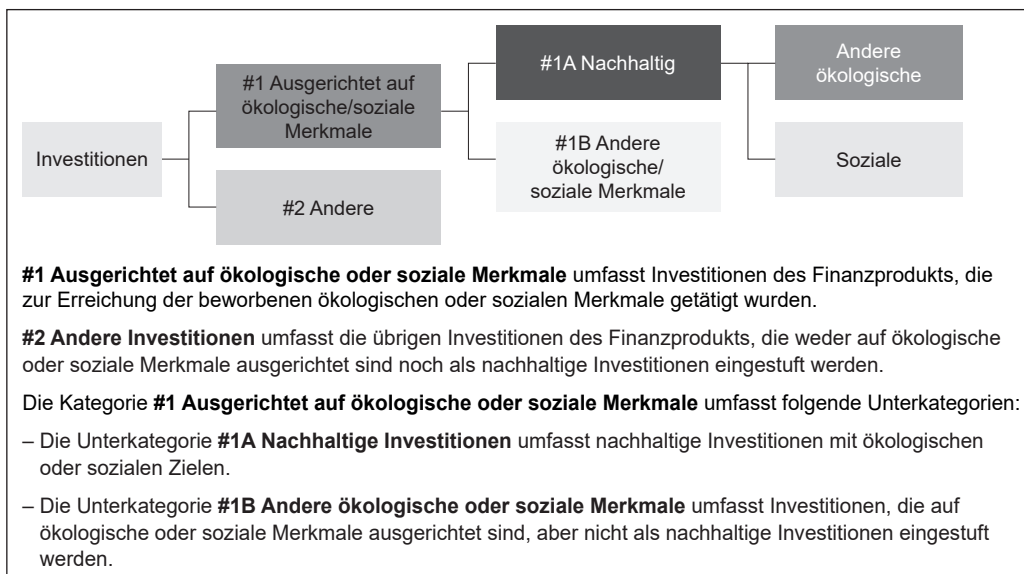 Investitionen
#1 Ausgerichtet auf
ökologische/soziale
Merkmale
#2 Andere
#1A Nachhaltig
#1B Andere
ökologische/
soziale Merkmale
Andere
ökologische
Soziale
#1 Ausgerichtet auf ökologische oder soziale Merkmale umfasst Investitionen des Finanzprodukts, die
zur Erreichung der beworbenen ökologischen oder sozialen Merkmale getätigt wurden.
#2 Andere Investitionen umfasst die übrigen Investitionen des Finanzprodukts, die weder auf ökologische
oder soziale Merkmale ausgerichtet sind noch als nachhaltige Investitionen eingestuft werden.
Die Kategorie #1 Ausgerichtet auf ökologische oder soziale Merkmale umfasst folgende Unterkategorien:
– Die Unterkategorie #1A Nachhaltige Investitionen umfasst nachhaltige Investitionen mit ökologischen
oder sozialen Zielen.
– Die Unterkategorie #1B Andere ökologische oder soziale Merkmale umfasst Investitionen, die auf
ökologische oder soziale Merkmale ausgerichtet sind, aber nicht als nachhaltige Investitionen eingestuft
werden.